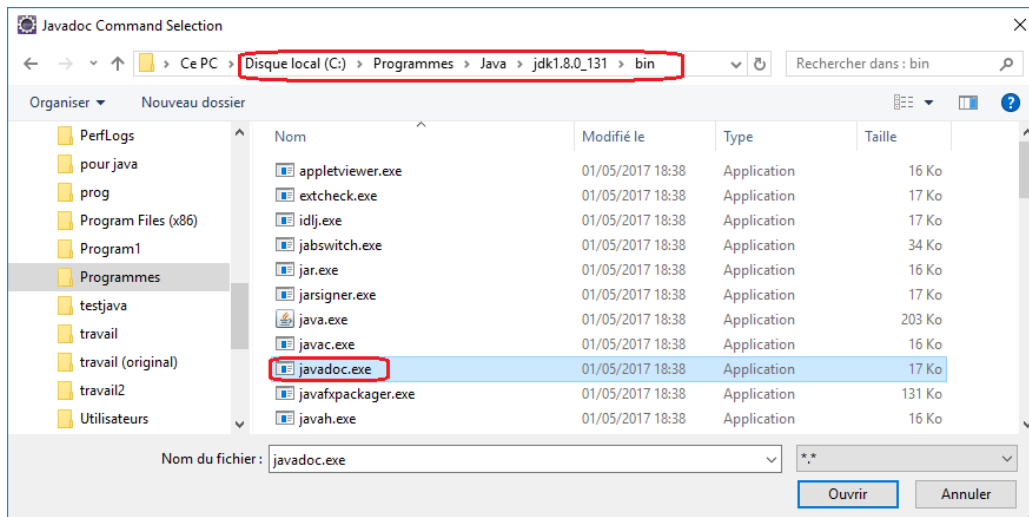 Javadoc Command Selection
Ce PC > Disque local (C:) > Programmes > Java > jdk1.8.0_131 > bin
Rechercher dans : bin
Organiser Nouveau dossier
PerfLogs
pour java
prog
Program Files (x86)
Program1
Programmes
testjava
travail
travail (original)
travail2
Utilisateurs
Nom Modifié le Type Taille
appletviewer.exe 01/05/2017 18:38 Application 16 Ko
extcheck.exe 01/05/2017 18:38 Application 17 Ko
idlj.exe 01/05/2017 18:38 Application 17 Ko
jabswitch.exe 01/05/2017 18:38 Application 34 Ko
jar.exe 01/05/2017 18:38 Application 16 Ko
jarsigner.exe 01/05/2017 18:38 Application 17 Ko
java.exe 01/05/2017 18:38 Application 203 Ko
javac.exe 01/05/2017 18:38 Application 16 Ko
javadoc.exe 01/05/2017 18:38 Application 17 Ko
javafxpackager.exe 01/05/2017 18:38 Application 131 Ko
javah.exe 01/05/2017 18:38 Application 16 Ko
Nom du fichier : javadoc.exe *.*
Ouvrir Annuler